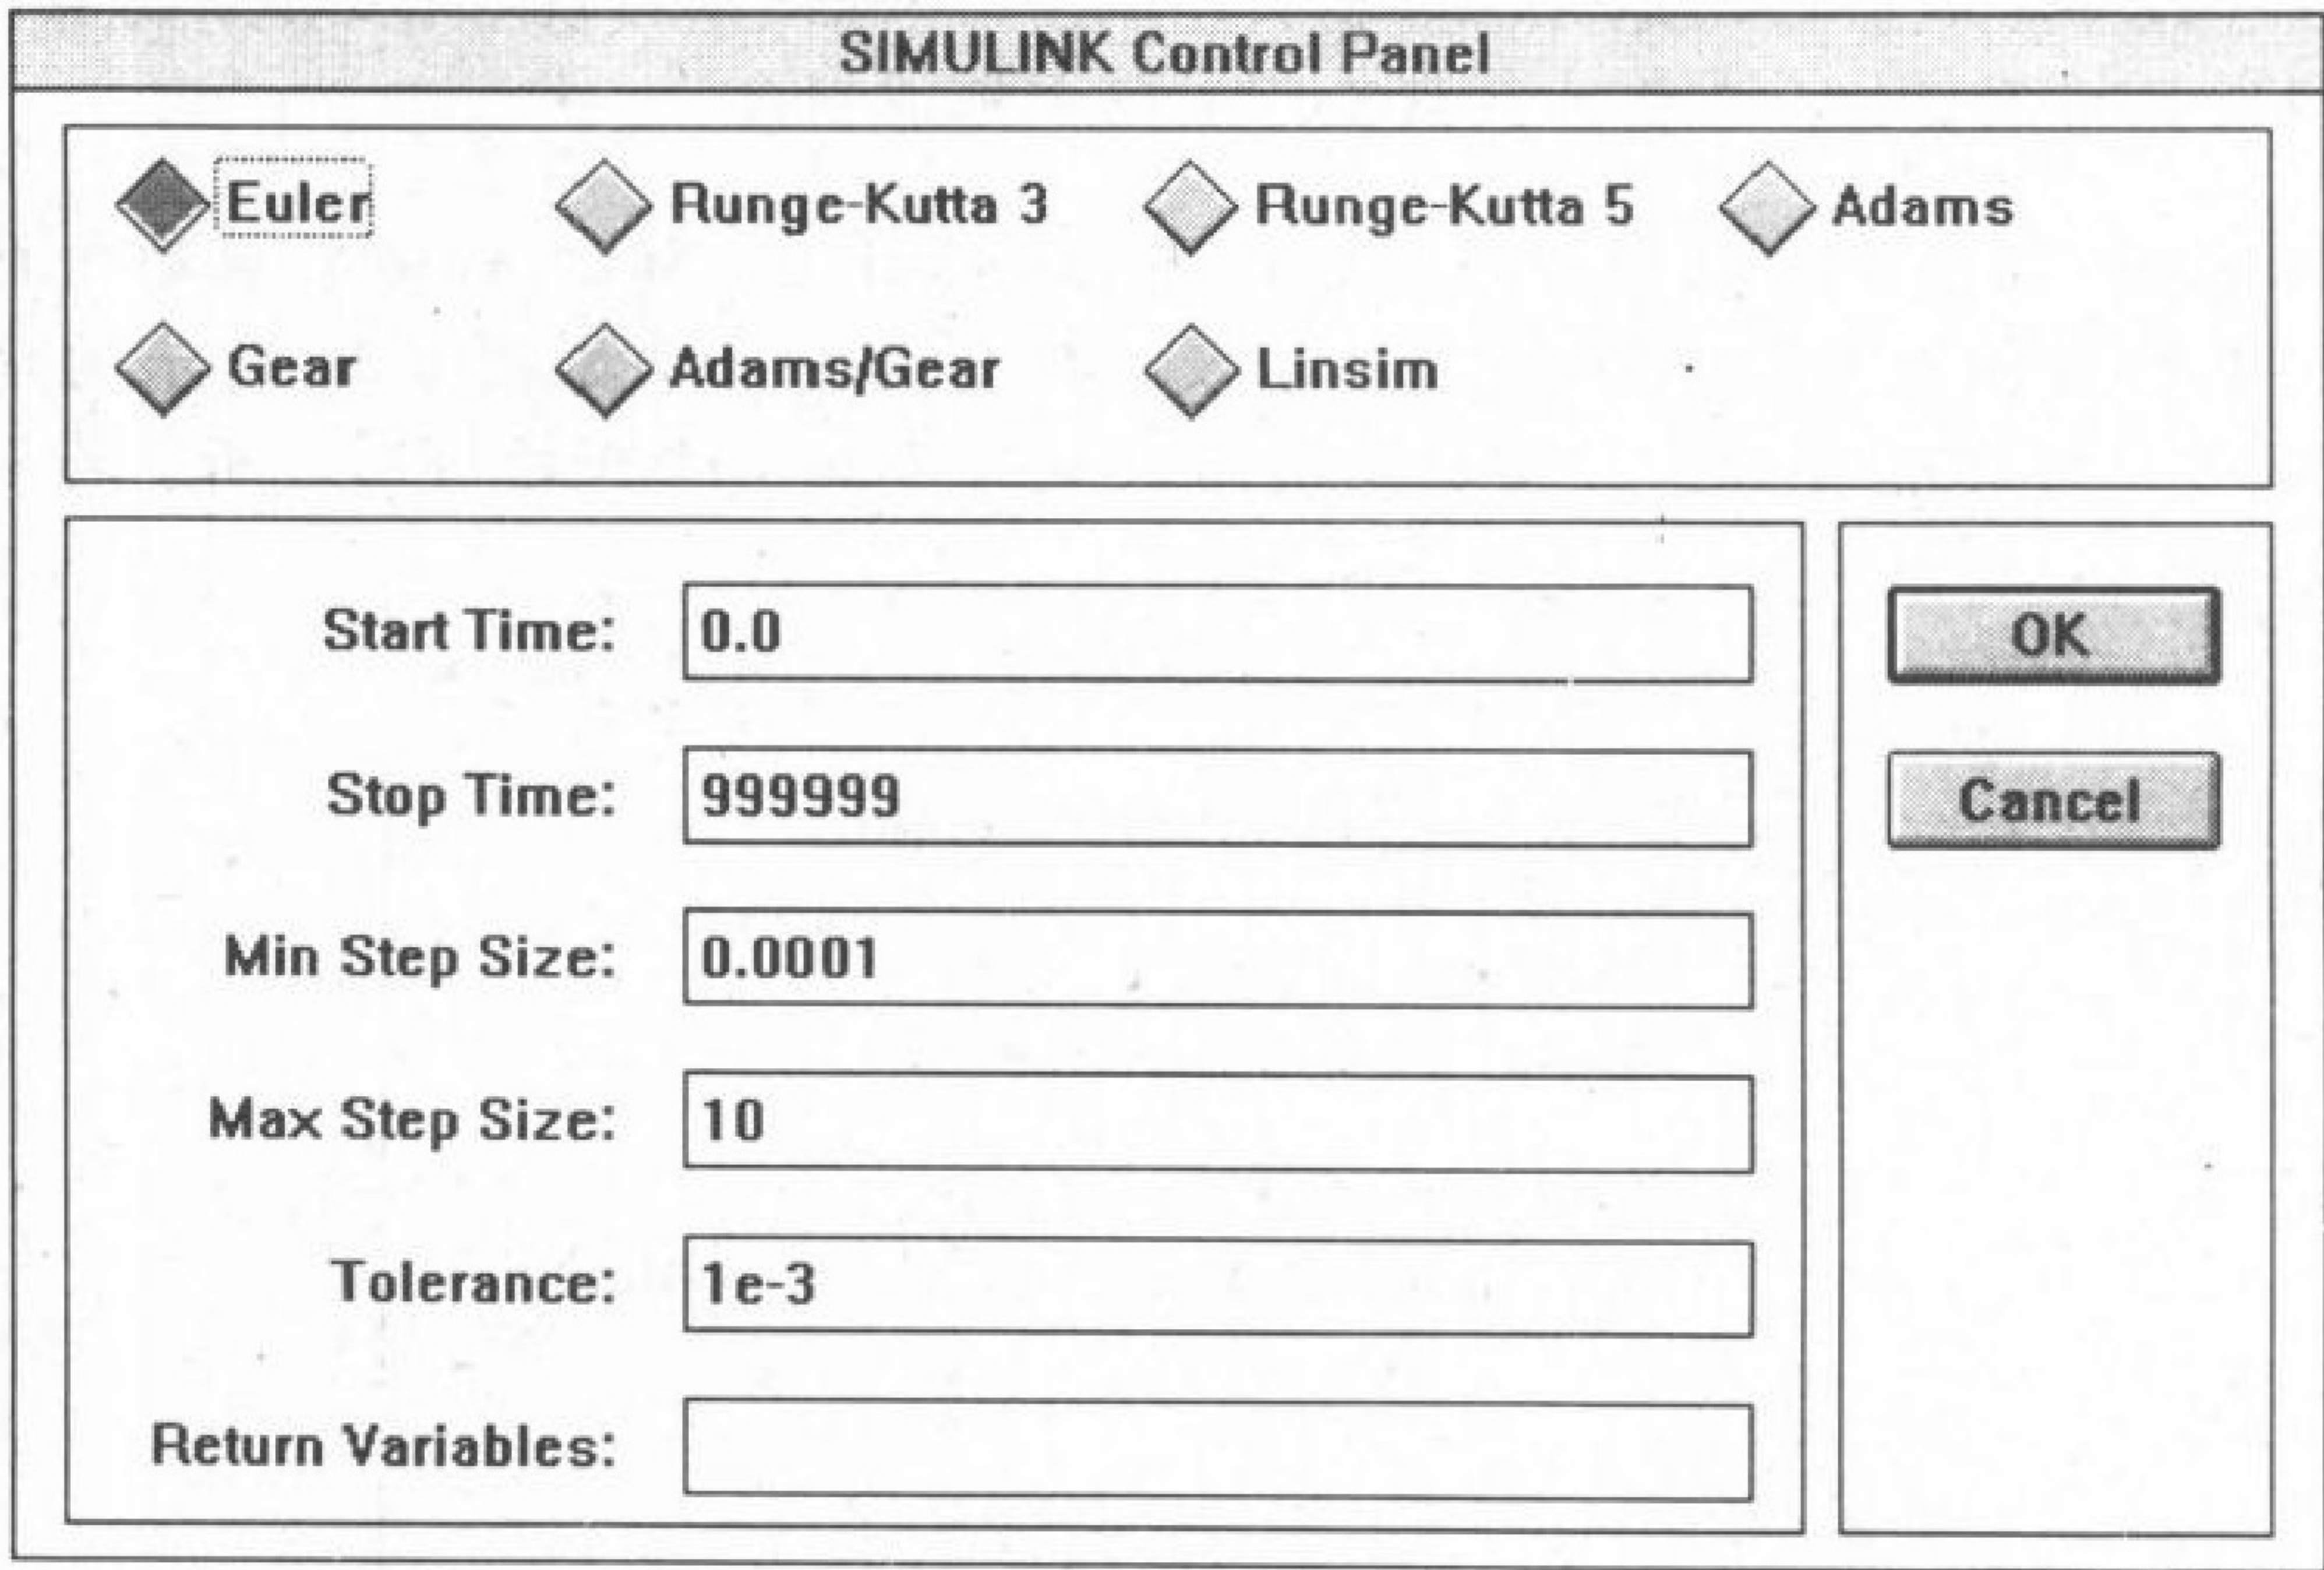 SIMULINK Control Panel
Euler Runge-Kutta 3 Runge-Kutta 5 Adams
Gear Adams/Gear Linsim
Start Time: 0.0
OK
Stop Time: 999999
Cancel
Min Step Size: 0.0001
Max Step Size: 10
Tolerance: 1e-3
Return Variables: